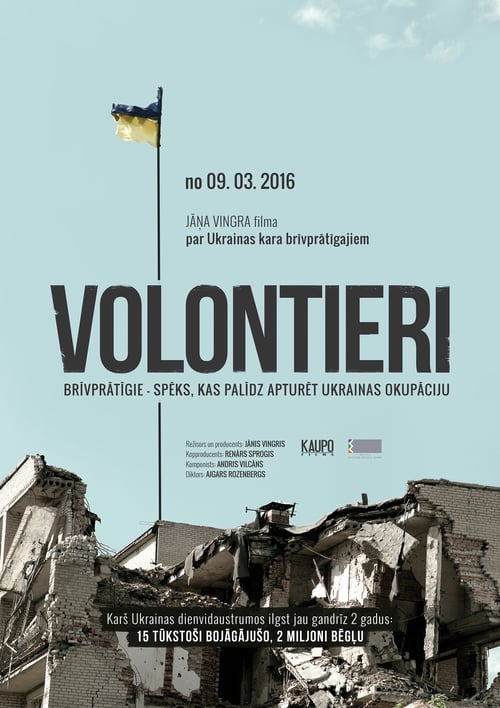 no 09. 03. 2016
JĀŅA VINGRA filma
par Ukrainas kara brīvprātīgajiem
VOLONTIERI
BRĪVPRĀTĪGIE - SPĒKS, KAS PALĪDZ APTURĒT UKRAINAS OKUPĀCIJU
Režisors un producents: JĀNIS VINGRIS
Kopproducents: RENĀRS SPROĢIS
Komponists: ANDRIS VILCĀNS
Diktors: AIGARS ROZENBERGS
KAUPO
FILMS
Karš Ukrainas dienvidaustrumos ilgst jau gandrīz 2 gadus:
15 TŪKSTOŠI BOJĀGĀJUŠO, 2 MILJONI BĒGĻU